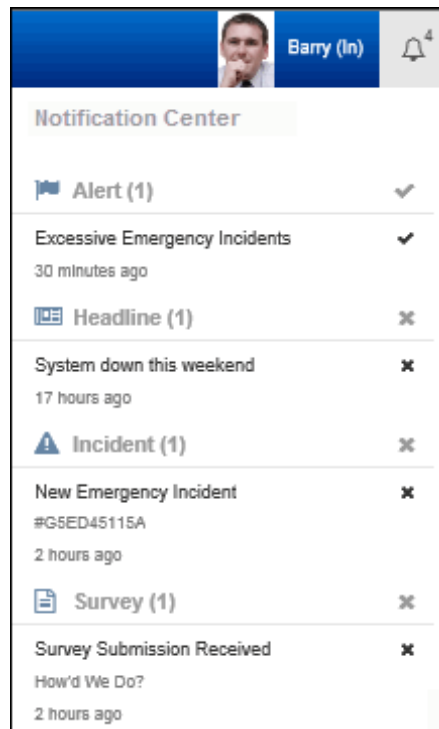 Barry (In)
4
Notification Center
Alert (1)
Excessive Emergency Incidents
30 minutes ago
Headline (1)
System down this weekend
17 hours ago
Incident (1)
New Emergency Incident
#G5ED45115A
2 hours ago
Survey (1)
Survey Submission Received
How'd We Do?
2 hours ago